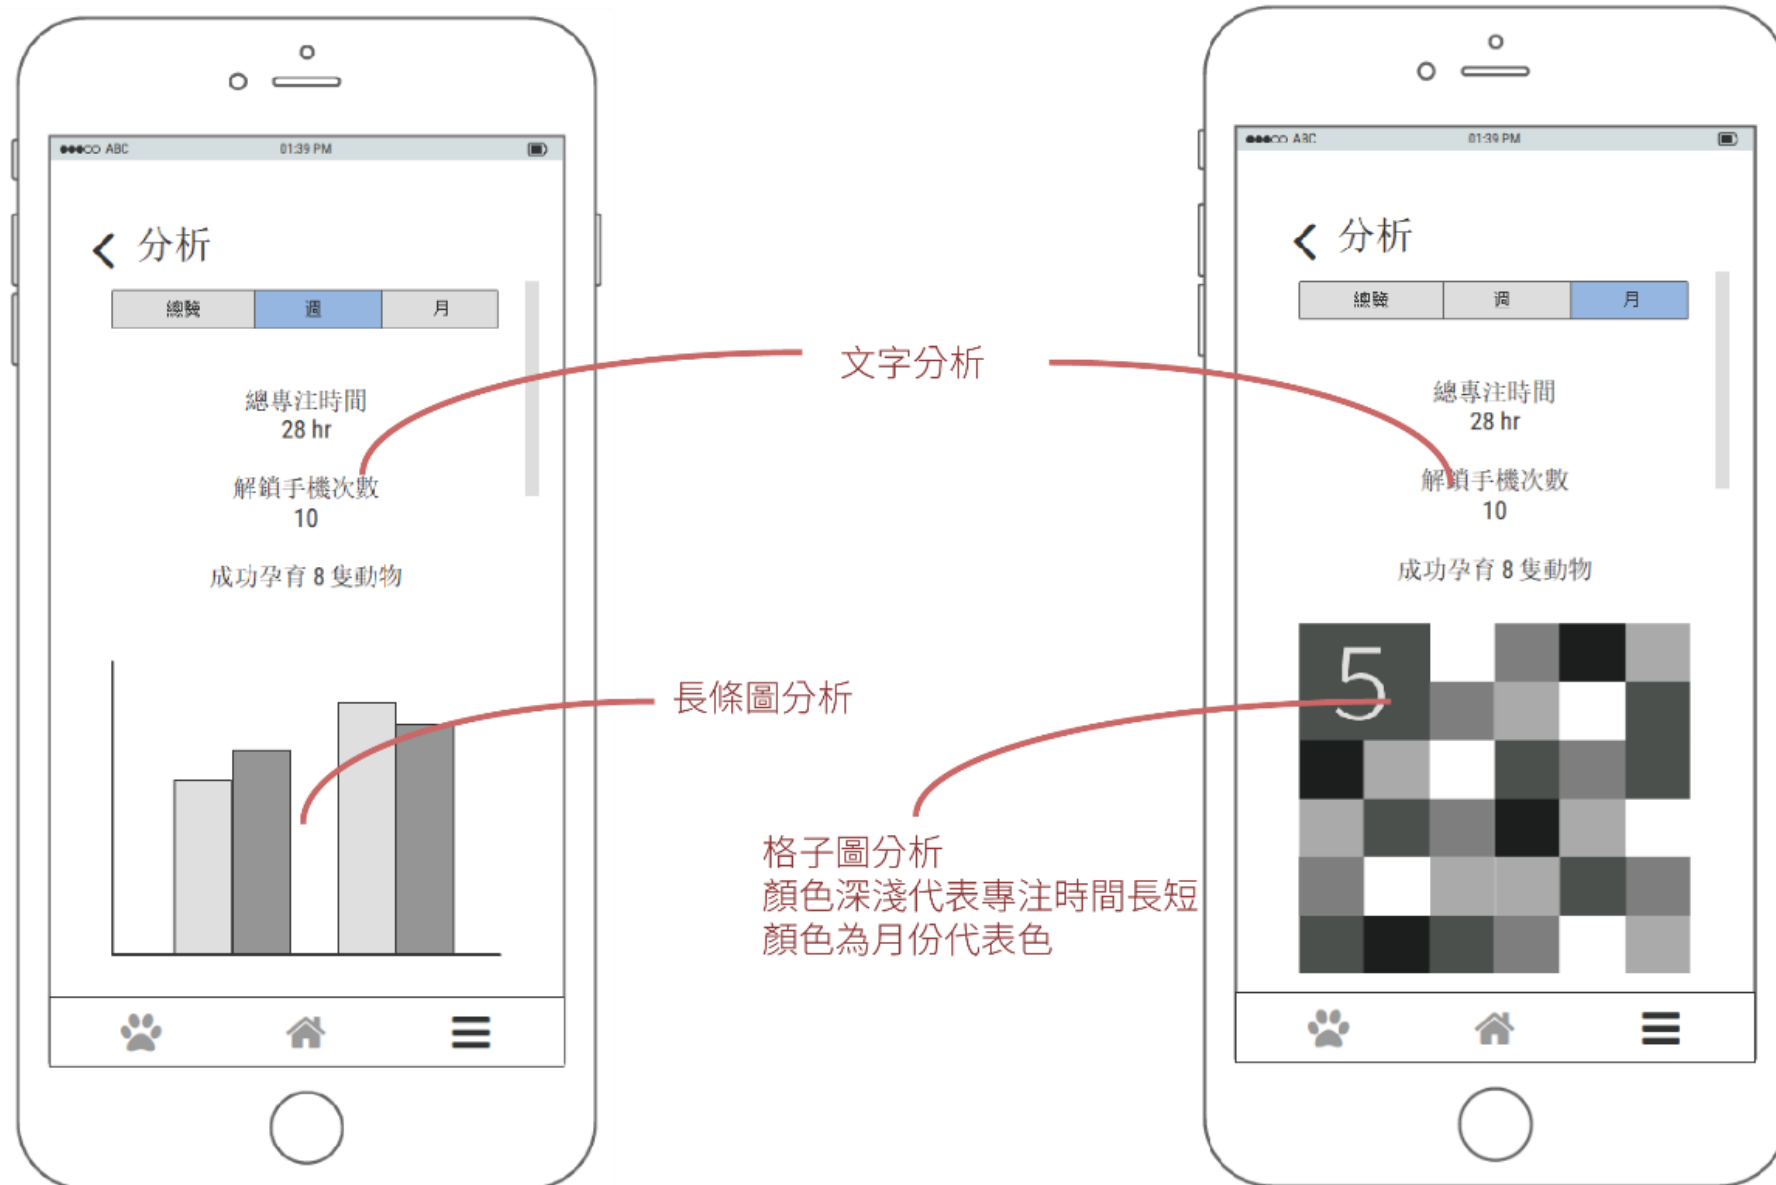 ABC 01:39 PM
分析
總覽 週 月
總專注時間
28 hr
解鎖手機次數
10
成功孕育 8 隻動物
文字分析
長條圖分析
格子圖分析
顏色深淺代表專注時間長短
顏色為月份代表色
ABC 01:39 PM
分析
總覽 週 月
總專注時間
28 hr
解鎖手機次數
10
成功孕育 8 隻動物
5